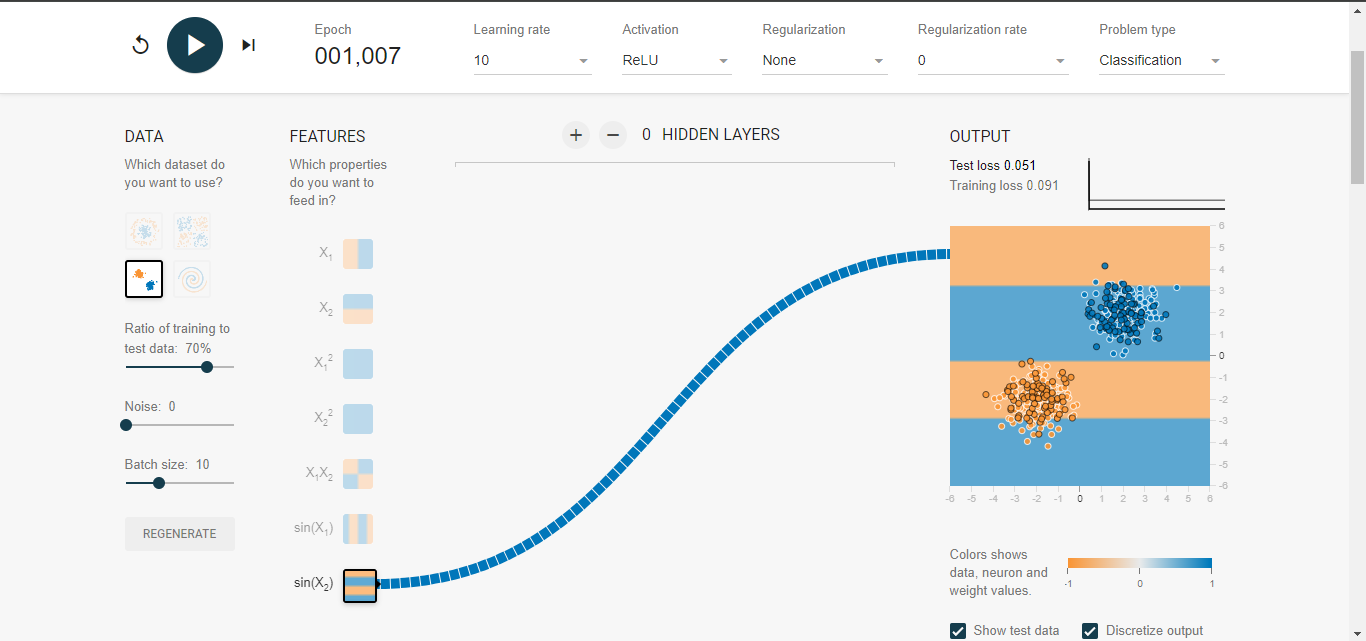 Epoch
001,007
Learning rate
10
Activation
ReLU
Regularization
None
Regularization rate
0
Problem type
Classification
DATA
Which dataset do
you want to use?
Ratio of training to
test data: 70%
Noise: 0
Batch size: 10
REGENERATE
FEATURES
Which properties
do you want to
feed in?
X1
X2
X1²
X2²
X1X2
sin(X1)
sin(X2)
+ − 0 HIDDEN LAYERS
OUTPUT
Test loss 0.051
Training loss 0.091
6
5
4
3
2
1
0
-1
-2
-3
-4
-5
-6
-6 -5 -4 -3 -2 -1 0 1 2 3 4 5 6
Colors shows
data, neuron and
weight values.
-1 0 1
Show test data
Discretize output